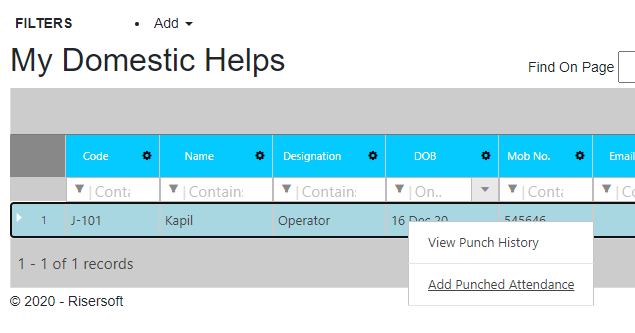 FILTERS • Add
My Domestic Helps
Find On Page
Code Name Designation DOB Mob No. Email
Conta Contains Contains On.. Conta Co
1 J-101 Kapil Operator 16 Dec 20 545646
View Punch History
1 - 1 of 1 records
Add Punched Attendance
© 2020 - Risersoft